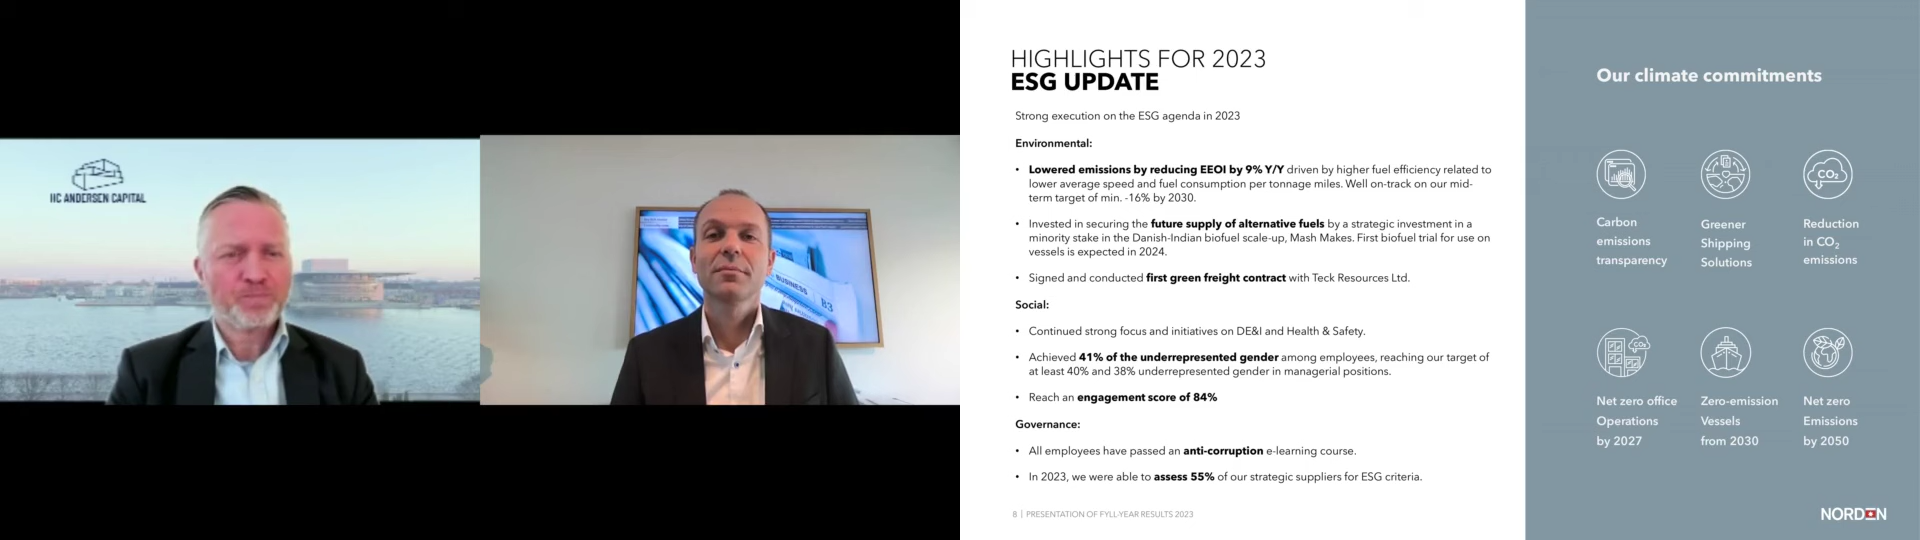 IIC ANDERSEN CAPITAL
BUSINESS
B3
HIGHLIGHTS FOR 2023
ESG UPDATE
Strong execution on the ESG agenda in 2023
Environmental:
• Lowered emissions by reducing EEOI by 9% Y/Y driven by higher fuel efficiency related to
lower average speed and fuel consumption per tonnage miles. Well on-track on our mid-
term target of min. -16% by 2030.
• Invested in securing the future supply of alternative fuels by a strategic investment in a
minority stake in the Danish-Indian biofuel scale-up, Mash Makes. First biofuel trial for use on
vessels is expected in 2024.
• Signed and conducted first green freight contract with Teck Resources Ltd.
Social:
• Continued strong focus and initiatives on DE&I and Health & Safety.
• Achieved 41% of the underrepresented gender among employees, reaching our target of
at least 40% and 38% underrepresented gender in managerial positions.
• Reach an engagement score of 84%
Governance:
• All employees have passed an anti-corruption e-learning course.
• In 2023, we were able to assess 55% of our strategic suppliers for ESG criteria.
8 | PRESENTATION OF FYLL-YEAR RESULTS 2023
Our climate commitments
CO₂
Carbon
emissions
transparency
Greener
Shipping
Solutions
Reduction
in CO₂
emissions
CO₂
Net zero office
Operations
by 2027
Zero-emission
Vessels
from 2030
Net zero
Emissions
by 2050
NORDEN